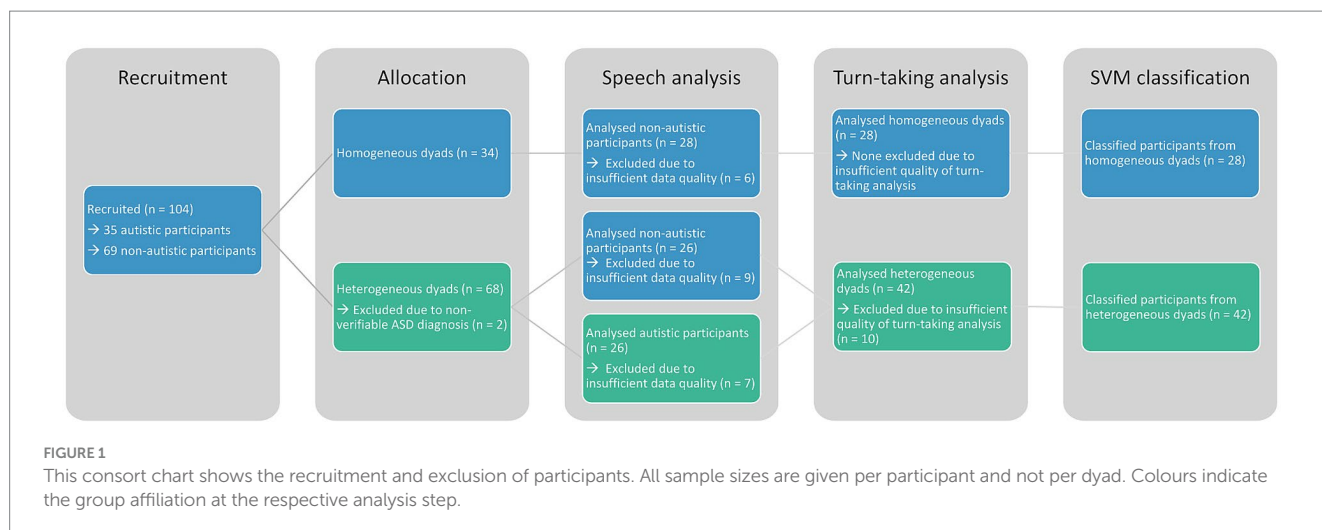 Recruitment
Recruited (n = 104)
→ 35 autistic participants
→ 69 non-autistic participants
Allocation
Homogeneous dyads (n = 34)
Heterogeneous dyads (n = 68)
→ Excluded due to non-
verifiable ASD diagnosis (n = 2)
Speech analysis
Analysed non-autistic
participants (n = 28)
→ Excluded due to
insufficient data quality (n = 6)
Analysed non-autistic
participants (n = 26)
→ Excluded due to
insufficient data quality (n = 9)
Analysed autistic participants
(n = 26)
→ Excluded due to
insufficient data quality (n = 7)
Turn-taking analysis
Analysed homogeneous dyads
(n = 28)
→ None excluded due to
insufficient quality of turn-
taking analysis
Analysed heterogeneous
dyads (n = 42)
→ Excluded due to insufficient
quality of turn-taking analysis
(n = 10)
SVM classification
Classified participants from
homogeneous dyads (n = 28)
Classified participants from
heterogeneous dyads (n = 42)
FIGURE 1
This consort chart shows the recruitment and exclusion of participants. All sample sizes are given per participant and not per dyad. Colours indicate
the group affiliation at the respective analysis step.